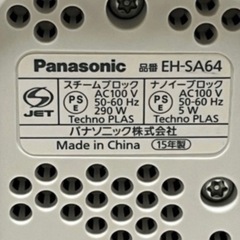 Panasonic 品番 EH-SA64
スチームブロック
AC100 V
50-60 Hz
290 W
Techno PLAS
ナノイーブロック
AC100 V
50-60 Hz
5 W
Techno PLAS
S JET
PS E
PS E
パナソニック株式会社
Made in China 15年製